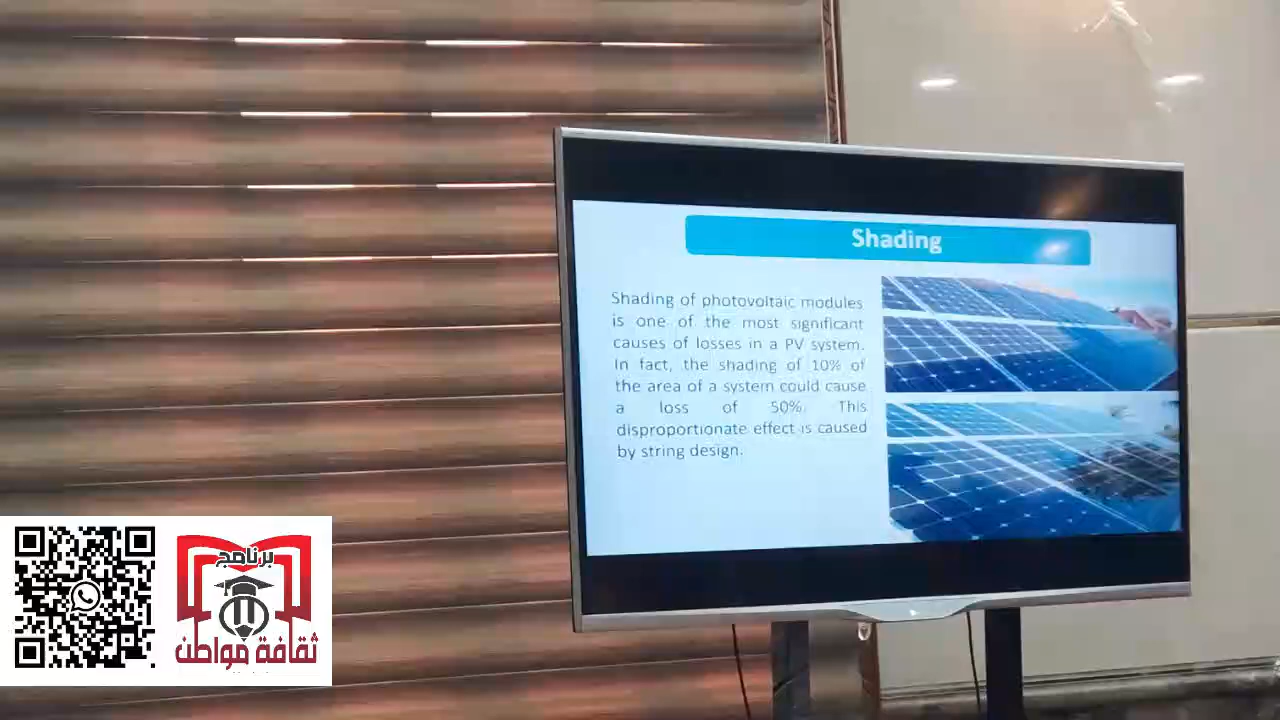 Shading
Shading of photovoltaic modules
is one of the most significant
causes of losses in a PV system.
In fact, the shading of 10% of
the area of a system could cause
a loss of 50%. This
disproportionate effect is caused
by string design.
برنامج
ثقافة مواطن